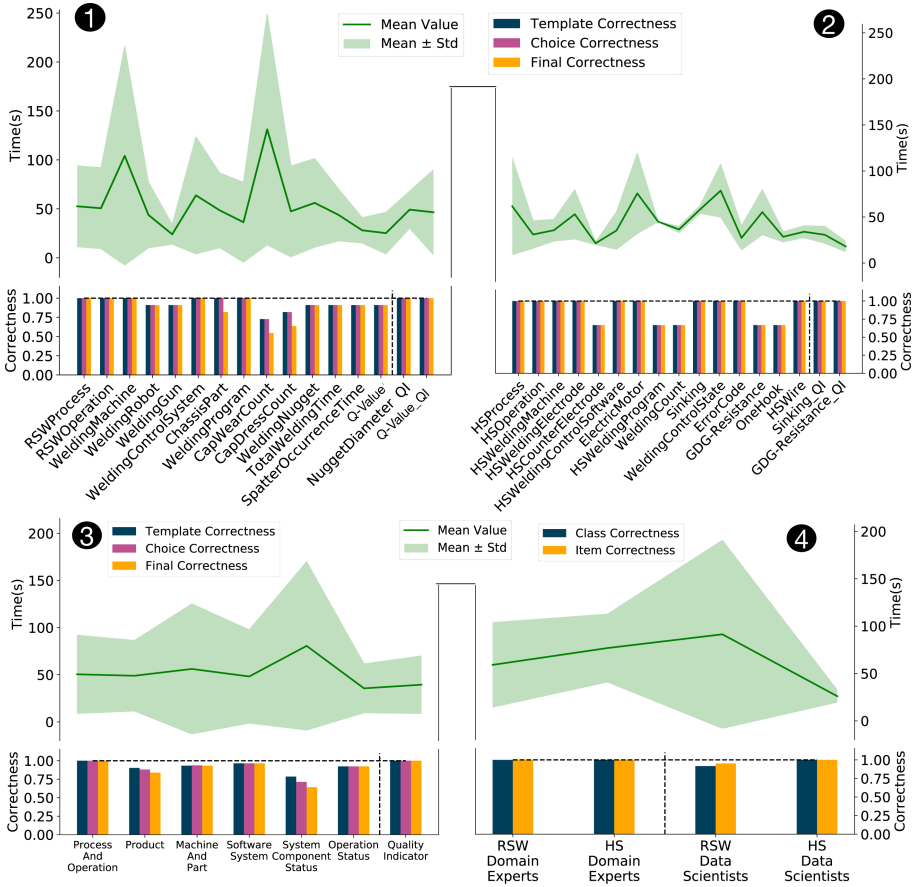 1
250
200
150
100
50
0
Time(s)
Mean Value
Mean ± Std
Template Correctness
Choice Correctness
Final Correctness
2
250
200
150
100
50
0
Time(s)
1.00
0.75
0.50
0.25
0.00
Correctness
RSWProcess
RSWOperation
WeldingMachine
WeldingRobot
WeldingGun
WeldingControlSystem
ChassisPart
WeldingProgram
CapWearCount
CapDressCount
WeldingNugget
TotalWeldingTime
SpatterOccurrenceTime
Q-Value
NuggetDiameter_QI
Q-Value_QI
1.00
0.75
0.50
0.25
0.00
Correctness
HSProcess
HSOperation
HSWeldingMachine
HSWeldingElectrode
HSCounterElectrode
HSWeldingControlSoftware
ElectricMotor
HSWeldingProgram
WeldingCount
Sinking
WeldingControlState
ErrorCode
GDG-Resistance
OneHook
HSWire
Sinking_QI
GDG-Resistance_QI
3
200
150
100
50
0
Time(s)
Template Correctness
Choice Correctness
Final Correctness
Mean Value
Mean ± Std
Class Correctness
Item Correctness
4
200
150
100
50
0
Time(s)
1.00
0.75
0.50
0.25
0.00
Correctness
Process
And
Operation
Product
Machine
And
Part
Software
System
System
Component
Status
Operation
Status
Quality
Indicator
1.00
0.75
0.50
0.25
0.00
Correctness
RSW
Domain
Experts
HS
Domain
Experts
RSW
Data
Scientists
HS
Data
Scientists